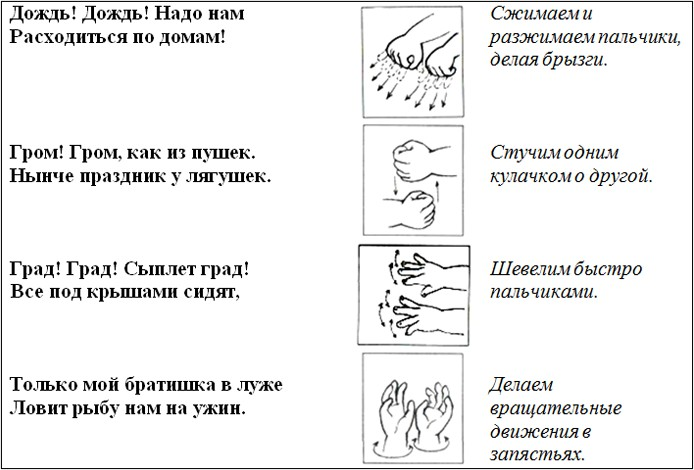 Дождь! Дождь! Надо нам
Расходиться по домам!
Сжимаем и
разжимаем пальчики,
делая брызги.
Гром! Гром, как из пушек.
Нынче праздник у лягушек.
Стучим одним
кулачком о другой.
Град! Град! Сыплет град!
Все под крышами сидят,
Шевелим быстро
пальчиками.
Только мой братишка в луже
Ловит рыбу нам на ужин.
Делаем
вращательные
движения в
запястьях.